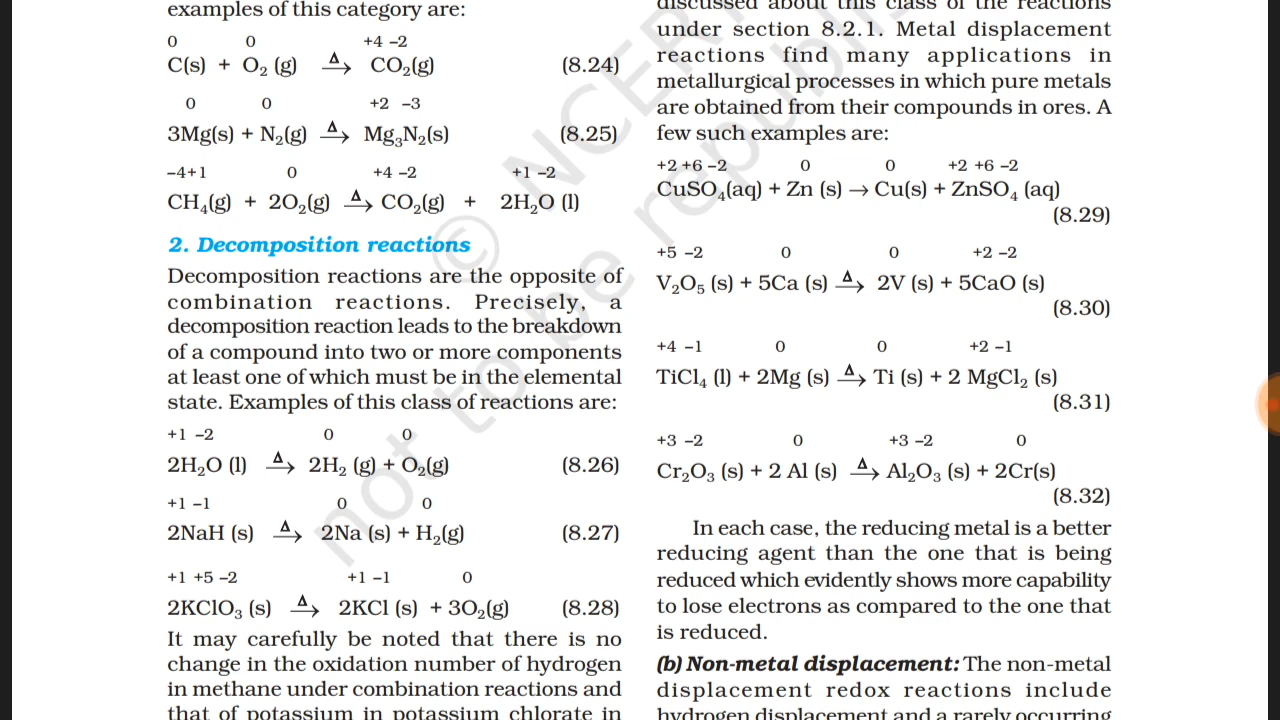 examples of this category are:
0 0 +4 –2
C(s) + O₂ (g) —Δ→ CO₂(g) (8.24)
0 0 +2 –3
3Mg(s) + N₂(g) —Δ→ Mg₃N₂(s) (8.25)
–4+1 0 +4 –2 +1 –2
CH₄(g) + 2O₂(g) —Δ→ CO₂(g) + 2H₂O (l)
2. Decomposition reactions
Decomposition reactions are the opposite of
combination reactions. Precisely, a
decomposition reaction leads to the breakdown
of a compound into two or more components
at least one of which must be in the elemental
state. Examples of this class of reactions are:
+1 –2 0 0
2H₂O (l) —Δ→ 2H₂ (g) + O₂(g) (8.26)
+1 –1 0 0
2NaH (s) —Δ→ 2Na (s) + H₂(g) (8.27)
+1 +5 –2 +1 –1 0
2KClO₃ (s) —Δ→ 2KCl (s) + 3O₂(g) (8.28)
It may carefully be noted that there is no
change in the oxidation number of hydrogen
in methane under combination reactions and
that of potassium in potassium chlorate in
discussed about this class of the reactions
under section 8.2.1. Metal displacement
reactions find many applications in
metallurgical processes in which pure metals
are obtained from their compounds in ores. A
few such examples are:
+2 +6 –2 0 0 +2 +6 –2
CuSO₄(aq) + Zn (s) → Cu(s) + ZnSO₄ (aq)
(8.29)
+5 –2 0 0 +2 –2
V₂O₅ (s) + 5Ca (s) —Δ→ 2V (s) + 5CaO (s)
(8.30)
+4 –1 0 0 +2 –1
TiCl₄ (l) + 2Mg (s) —Δ→ Ti (s) + 2 MgCl₂ (s)
(8.31)
+3 –2 0 +3 –2 0
Cr₂O₃ (s) + 2 Al (s) —Δ→ Al₂O₃ (s) + 2Cr(s)
(8.32)
In each case, the reducing metal is a better
reducing agent than the one that is being
reduced which evidently shows more capability
to lose electrons as compared to the one that
is reduced.
(b) Non-metal displacement: The non-metal
displacement redox reactions include
hydrogen displacement and a rarely occurring
© NCERT
not to be republis